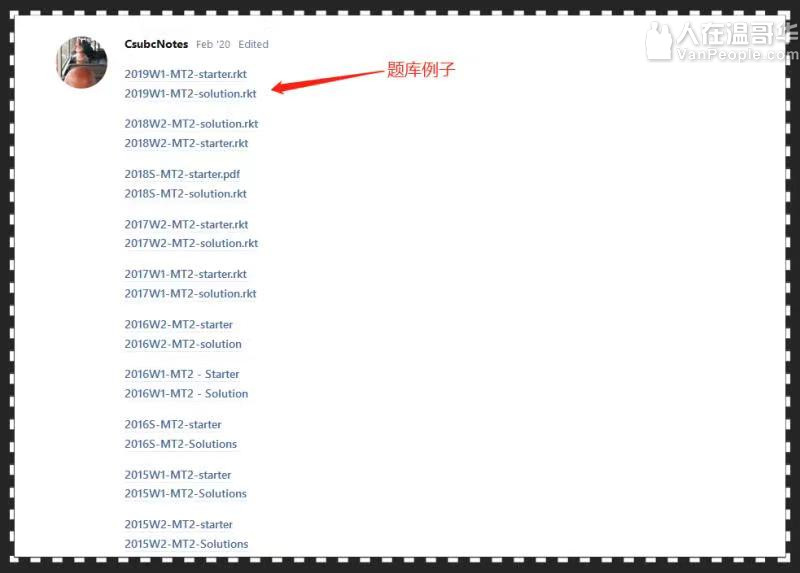 CsubcNotes Feb '20 Edited
人在温哥华
VanPeople.com
2019W1-MT2-starter.rkt
题库例子
2019W1-MT2-solution.rkt
2018W2-MT2-solution.rkt
2018W2-MT2-starter.rkt
2018S-MT2-starter.pdf
2018S-MT2-solution.rkt
2017W2-MT2-starter.rkt
2017W2-MT2-solution.rkt
2017W1-MT2-starter.rkt
2017W1-MT2-solution.rkt
2016W2-MT2-starter
2016W2-MT2-solution
2016W1-MT2 - Starter
2016W1-MT2 - Solution
2016S-MT2-starter
2016S-MT2-Solutions
2015W1-MT2-starter
2015W1-MT2-Solutions
2015W2-MT2-starter
2015W2-MT2-Solutions